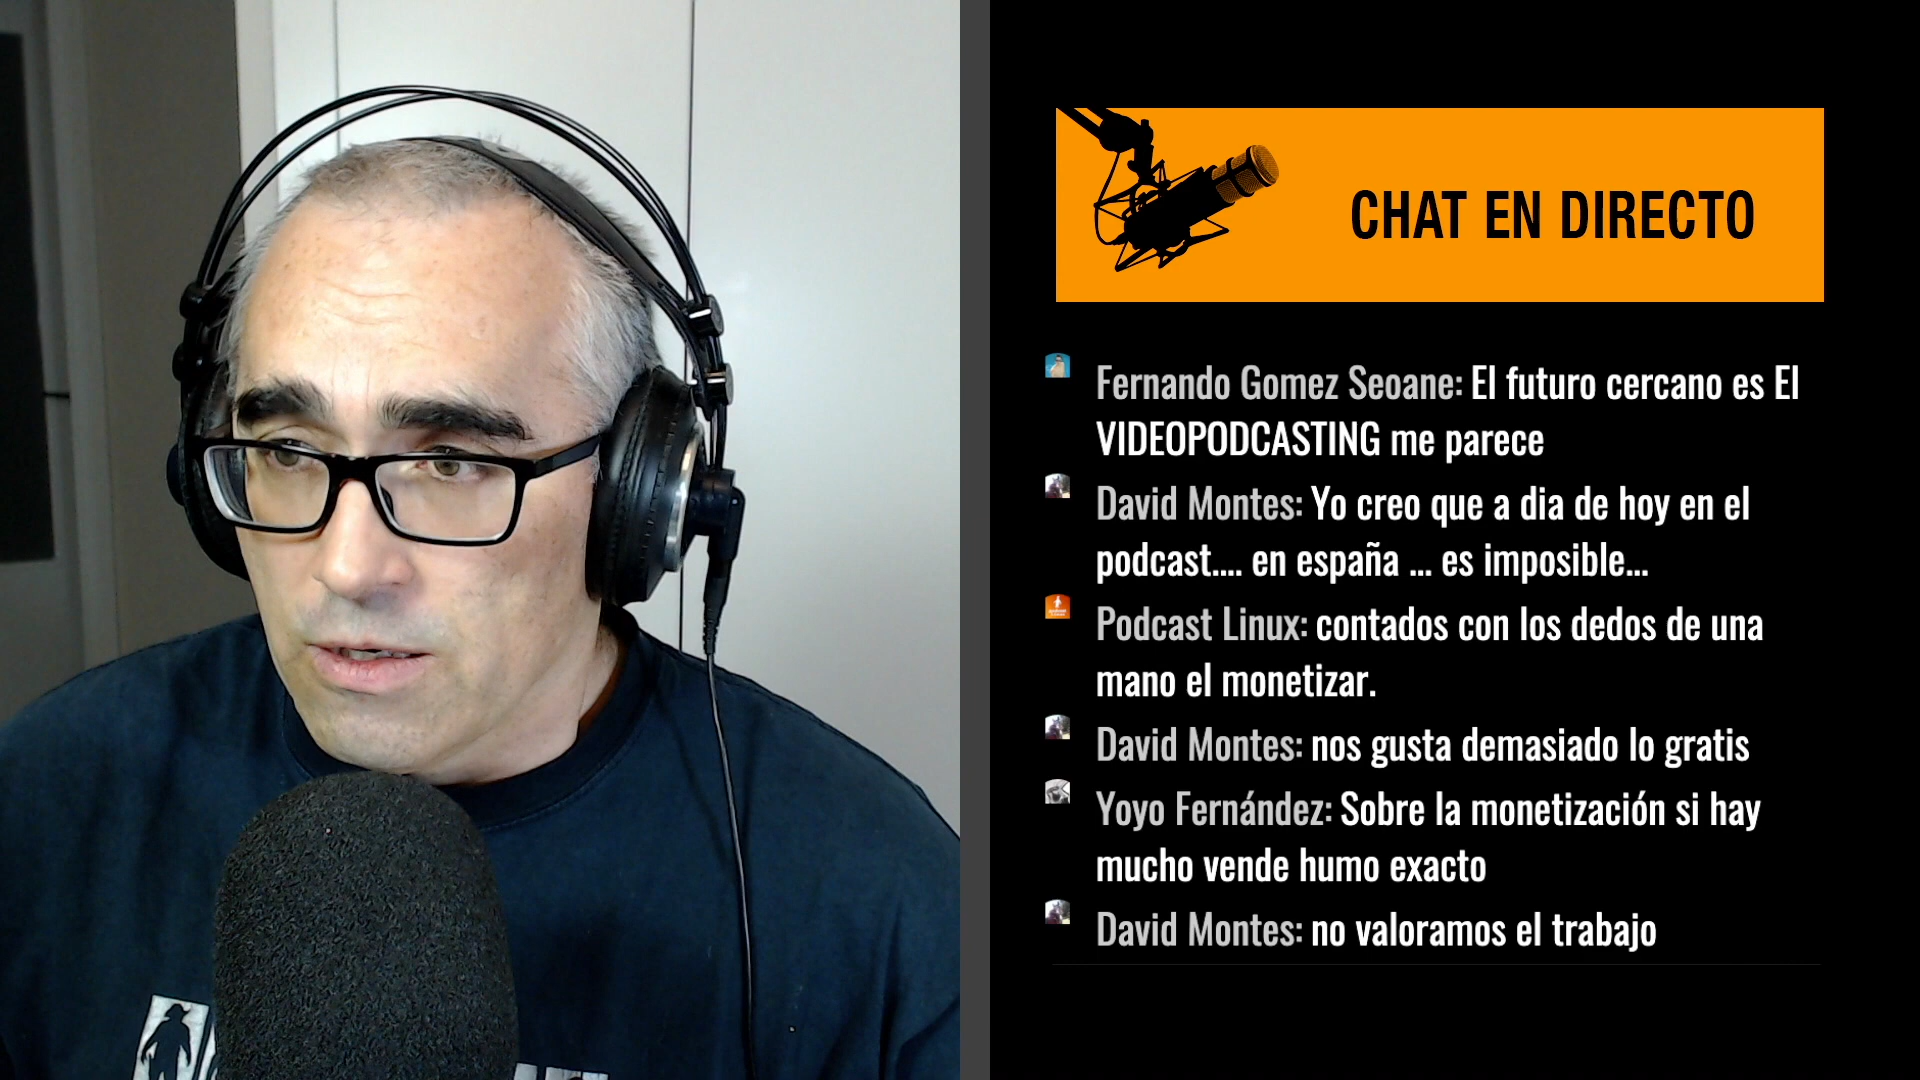 CHAT EN DIRECTO
Fernando Gomez Seoane: El futuro cercano es El
VIDEOPODCASTING me parece
David Montes: Yo creo que a dia de hoy en el
podcast.... en españa ... es imposible...
Podcast Linux: contados con los dedos de una
mano el monetizar.
David Montes: nos gusta demasiado lo gratis
Yoyo Fernández: Sobre la monetización si hay
mucho vende humo exacto
David Montes: no valoramos el trabajo